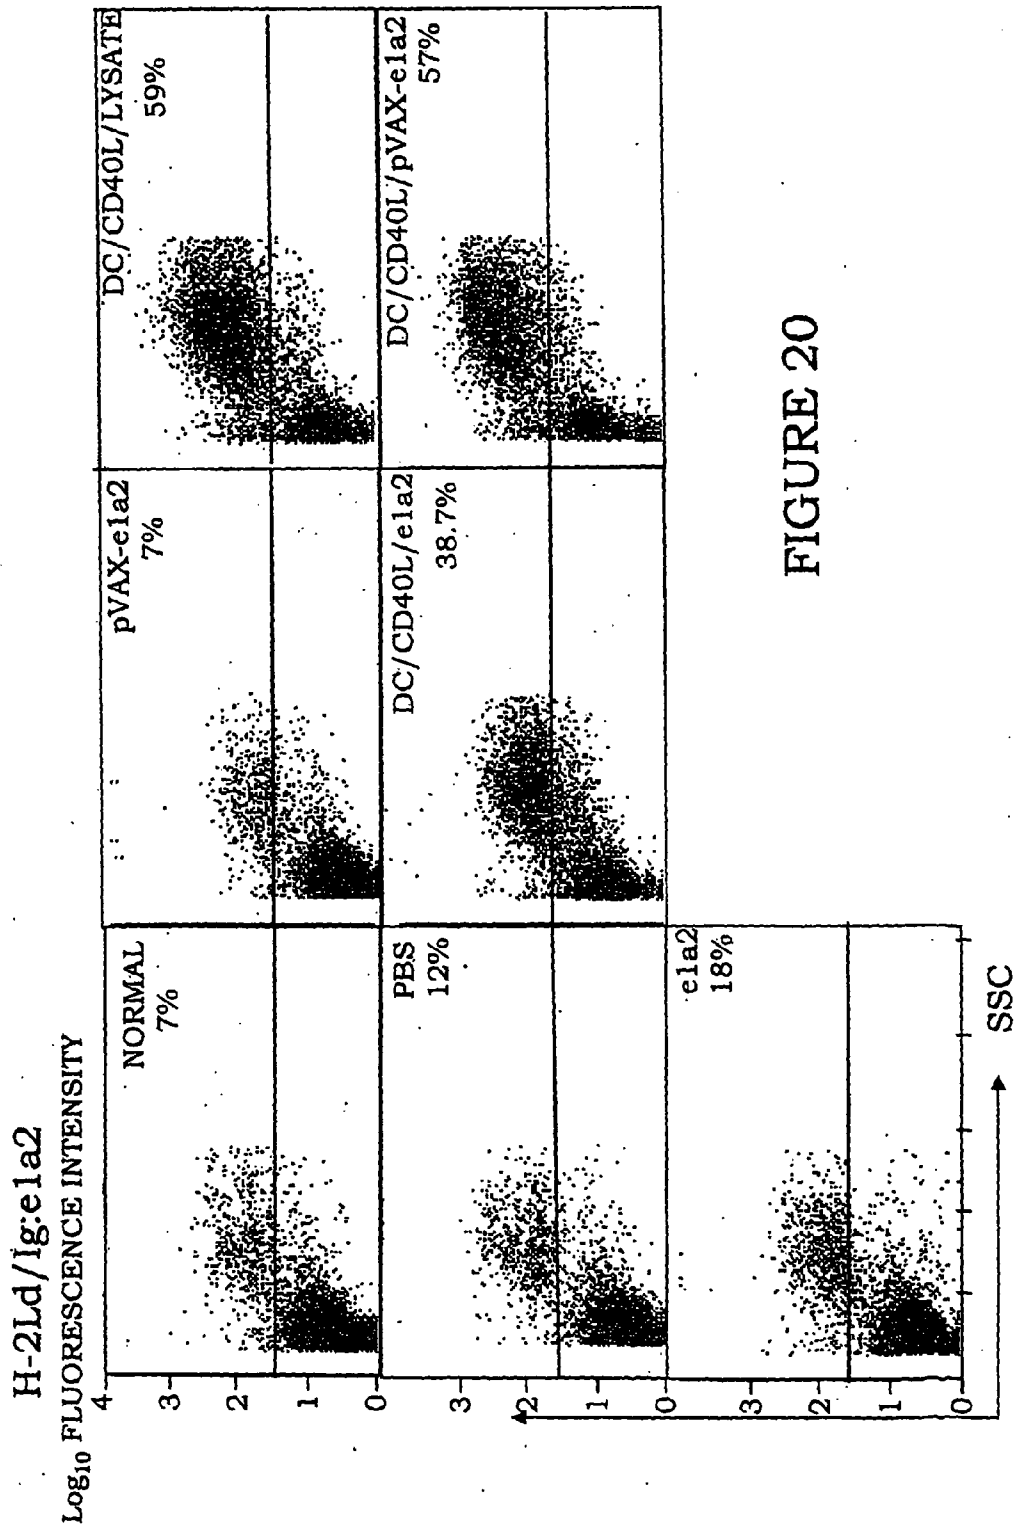 H-2Ld/Ig:e1a2
Log10 FLUORESCENCE INTENSITY
4
3
2
1
0
NORMAL
7%
pVAX-e1a2
7%
DC/CD40L/LYSATE
59%
3
2
1
0
PBS
12%
DC/CD40L/e1a2
38.7%
DC/CD40L/pVAX-e1a2
57%
3
2
1
0
e1a2
18%
SSC
FIGURE 20